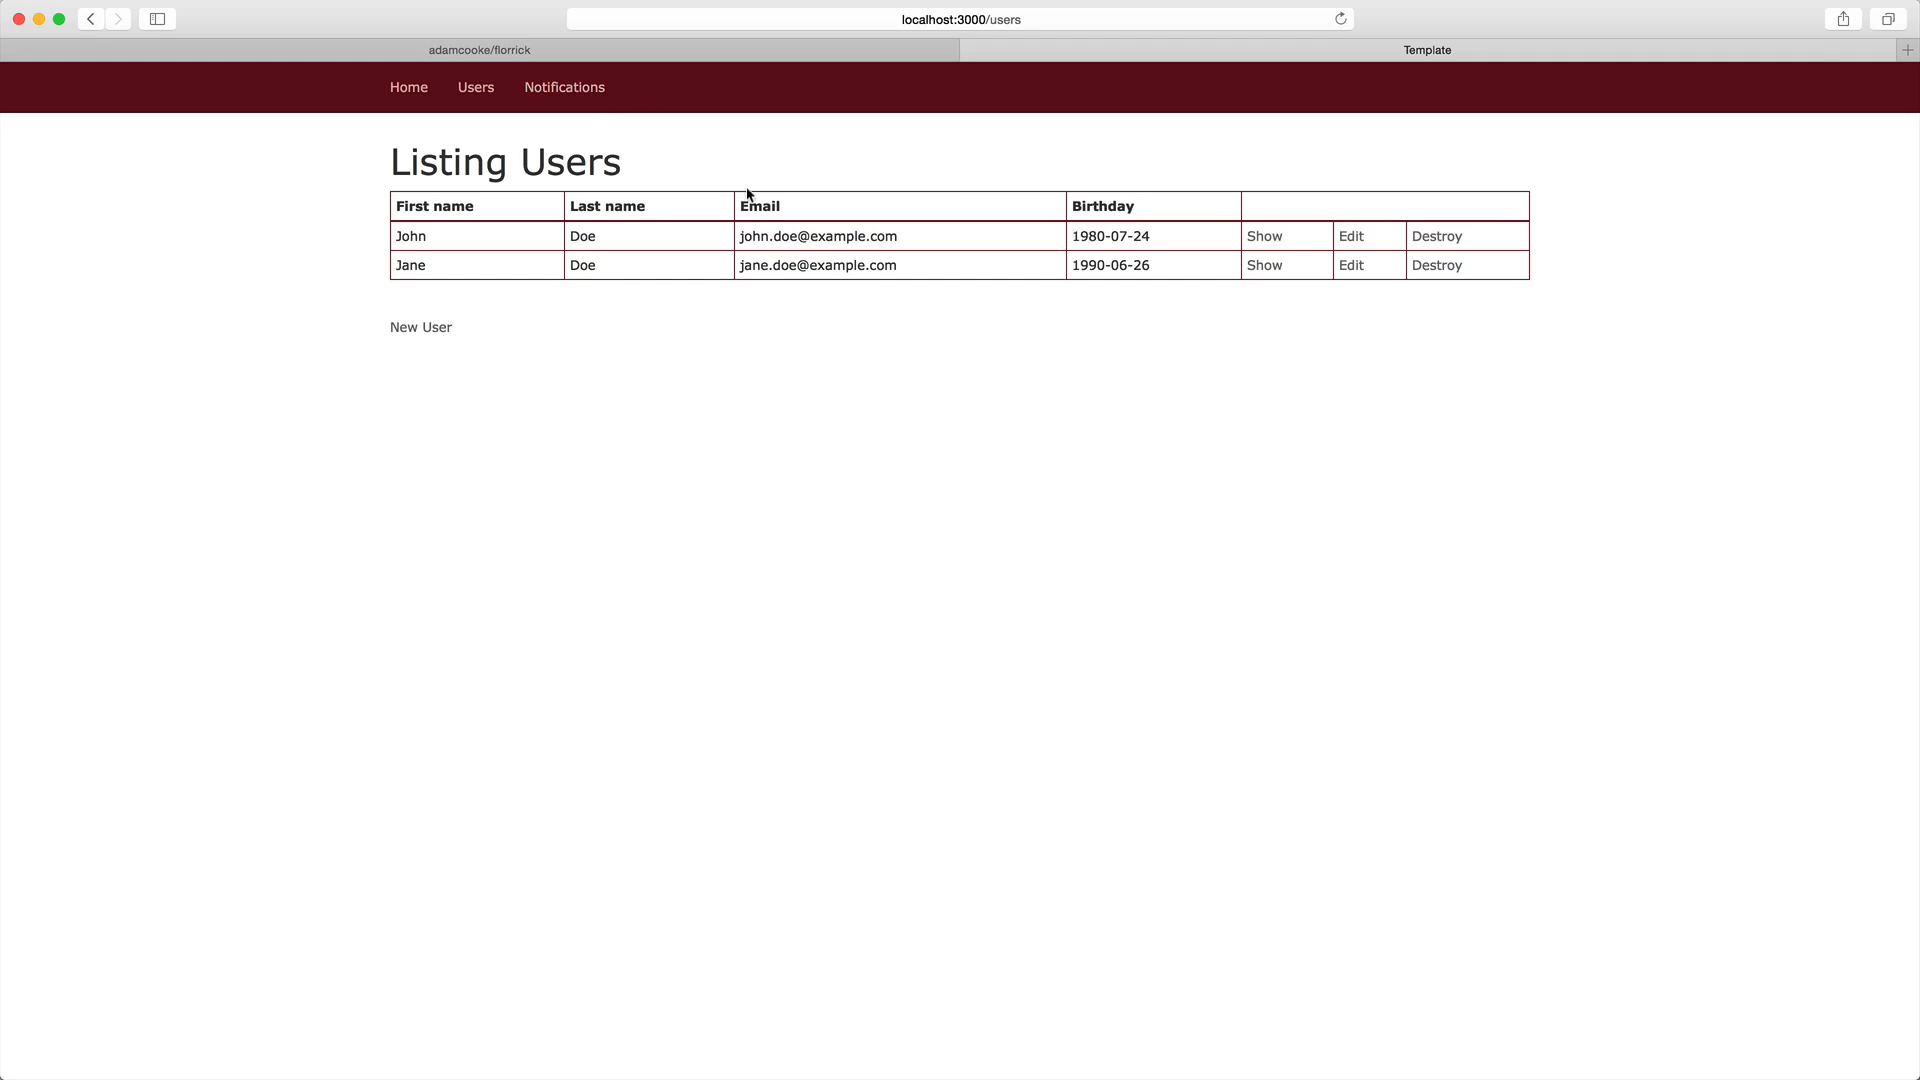 localhost:3000/users
adamcooke/florrick Template
Home Users Notifications
Listing Users
First name Last name Email Birthday
John Doe john.doe@example.com 1980-07-24 Show Edit Destroy
Jane Doe jane.doe@example.com 1990-06-26 Show Edit Destroy
New User